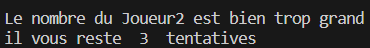 Le nombre du Joueur2 est bien trop grand
il vous reste  3  tentatives